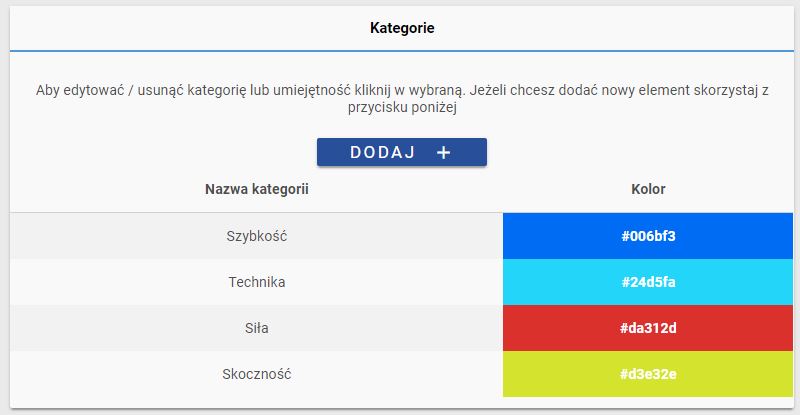 Kategorie
Aby edytować / usunąć kategorię lub umiejętność kliknij w wybraną. Jeżeli chcesz dodać nowy element skorzystaj z
przycisku poniżej
DODAJ +
Nazwa kategorii Kolor
Szybkość #006bf3
Technika #24d5fa
Siła #da312d
Skoczność #d3e32e